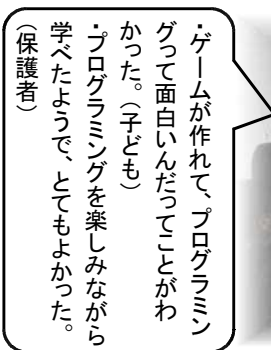 ・ゲームが作れて、プログラミン
グって面白いんだってことがわ
かった。（子ども）
・プログラミングを楽しみながら
学べたようで、とてもよかった。
（保護者）